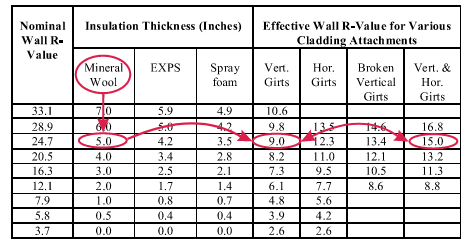 Nominal Wall R-Value | Insulation Thickness (Inches) | Effective Wall R-Value for Various Cladding Attachments
Mineral Wool | EXPS | Spray foam | Vert. Girts | Hor. Girts | Broken Vertical Girts | Vert. & Hor. Girts
33.1 7.0 5.9 4.9 10.6
28.9 6.0 5.0 4.2 9.8 13.5 14.6 16.8
24.7 5.0 4.2 3.5 9.0 12.3 13.4 15.0
20.5 4.0 3.4 2.8 8.2 11.0 12.1 13.2
16.3 3.0 2.5 2.1 7.3 9.5 10.5 11.3
12.1 2.0 1.7 1.4 6.1 7.7 8.6 8.8
7.9 1.0 0.8 0.7 4.8 5.6
5.8 0.5 0.4 0.4 3.9 4.2
3.7 0.0 0.0 0.0 2.6 2.6